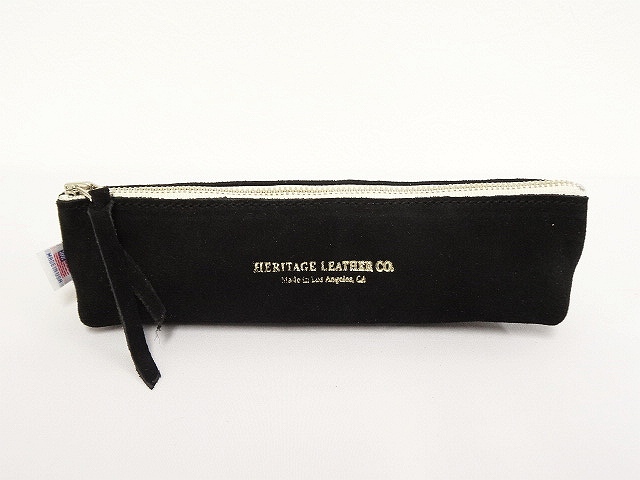 HERITAGE LEATHER CO.
Made in Los Angeles, CA